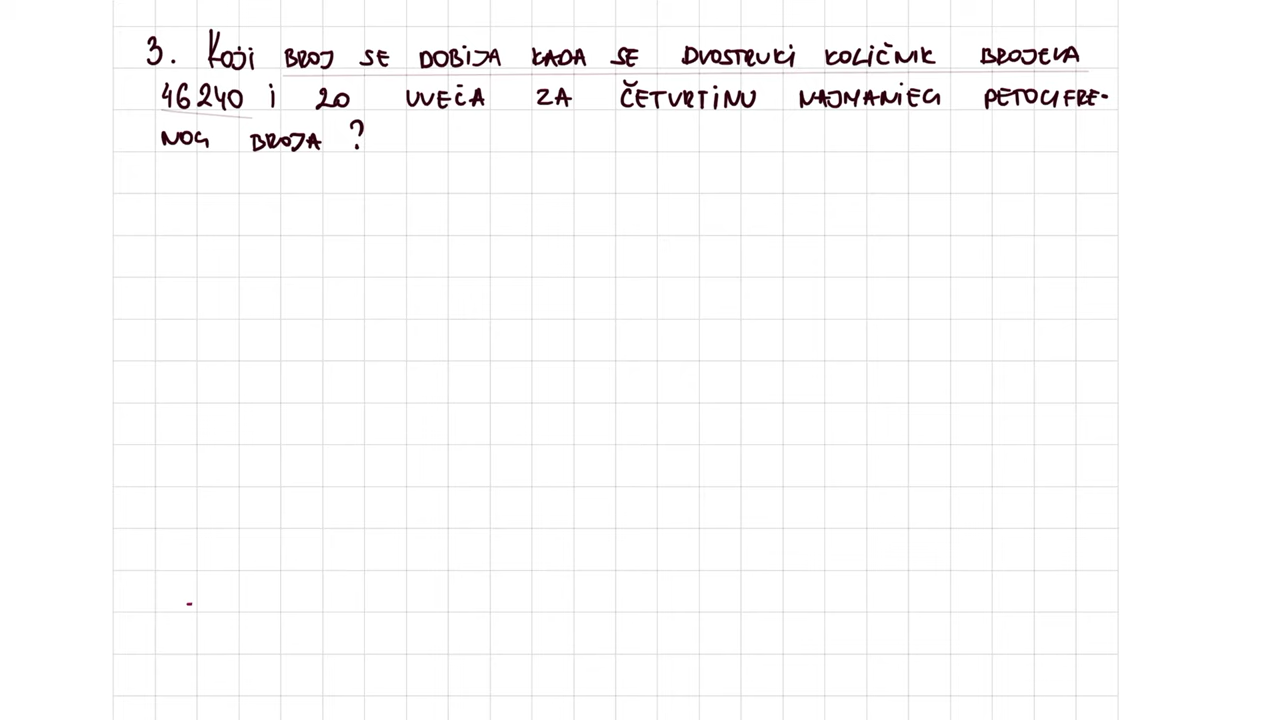 3. Koji BROJ SE DOBIJA KADA SE DVOSTRUKI KOLIČNIK BROJEVA
46240 i 20 UVEĆA ZA ČETVRTINU NAJMANJEG PETOCIFRE-
NOG BROJA ?